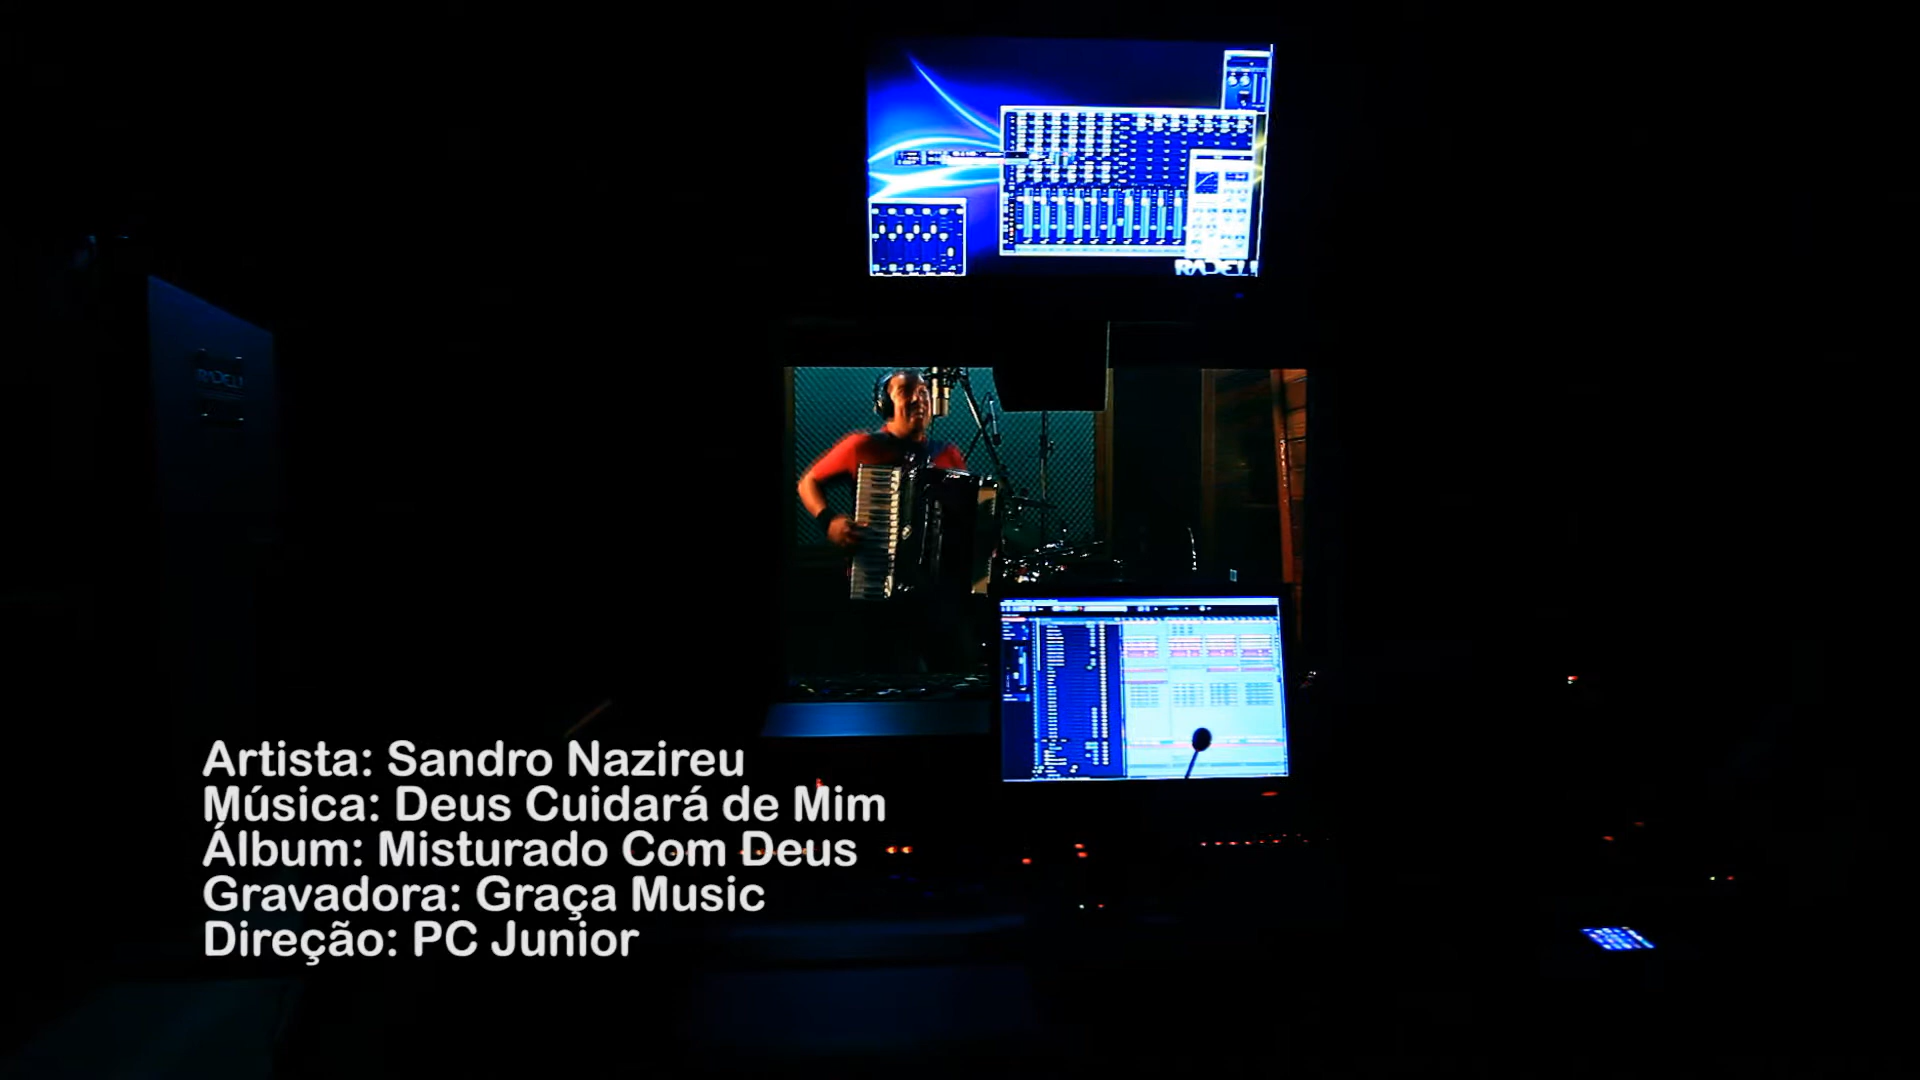 RADELI
RADELI
Artista: Sandro Nazireu
Música: Deus Cuidará de Mim
Álbum: Misturado Com Deus
Gravadora: Graça Music
Direção: PC Junior